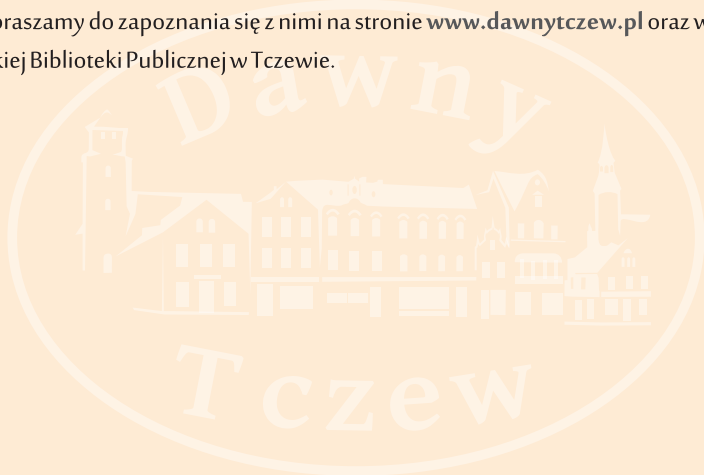 praszamy do zapoznania się z nimi na stronie www.dawnytczew.pl oraz w
kiej Biblioteki Publicznej w Tczewie.
Dawny
Tczew